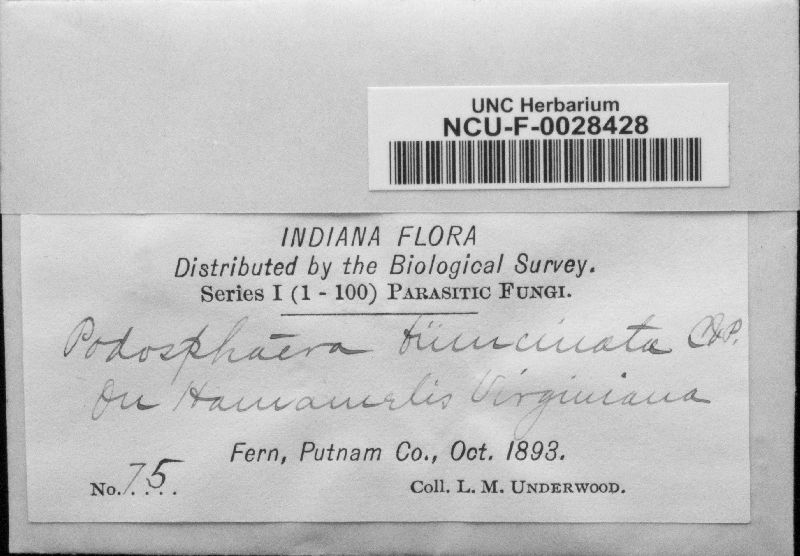 UNC Herbarium
NCU-F-0028428
INDIANA FLORA
Distributed by the Biological Survey.
Series I (1 - 100) PARASITIC FUNGI.
Podosphaera biuncinata C&P.
On Hamamelis Virginiana
Fern, Putnam Co., Oct. 1893.
No. 75
Coll. L. M. UNDERWOOD.